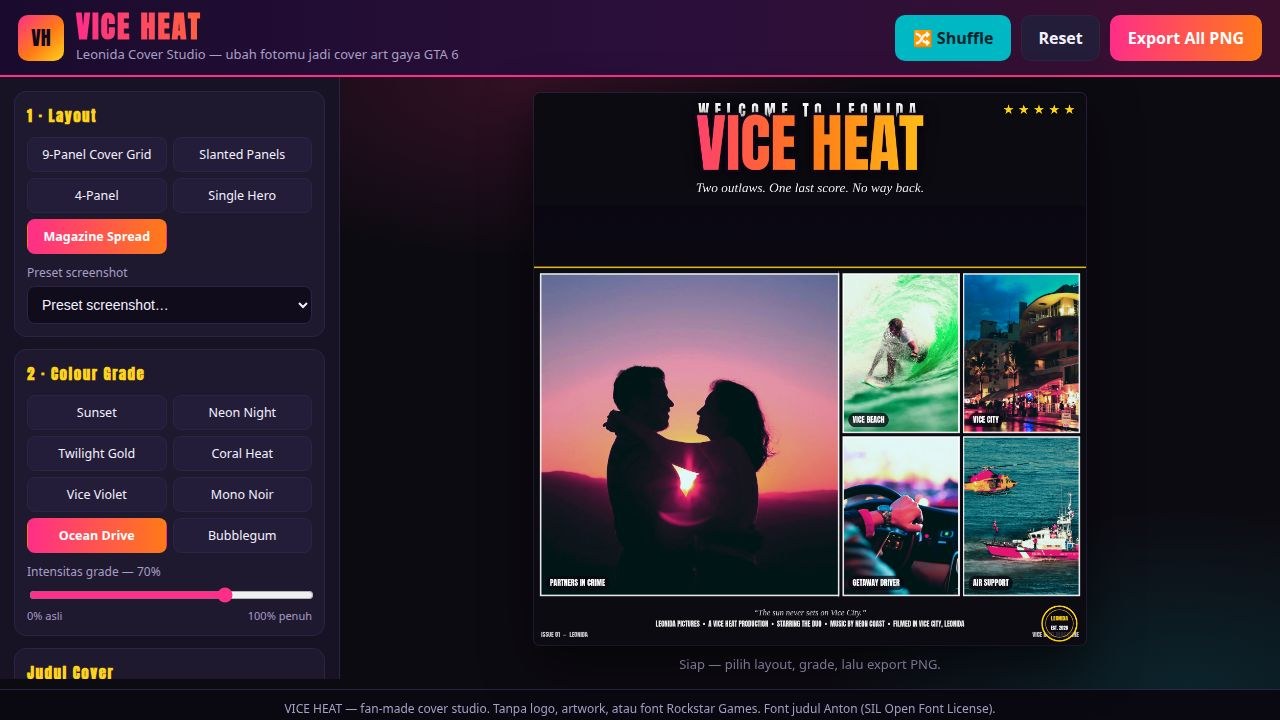 VH
VICE HEAT
Leonida Cover Studio — ubah fotomu jadi cover art gaya GTA 6
🔀 Shuffle
Reset
Export All PNG
1 · Layout
9-Panel Cover Grid
Slanted Panels
4-Panel
Single Hero
Magazine Spread
Preset screenshot
Preset screenshot…
2 · Colour Grade
Sunset
Neon Night
Twilight Gold
Coral Heat
Vice Violet
Mono Noir
Ocean Drive
Bubblegum
Intensitas grade — 70%
0% asli
100% penuh
Judul Cover
WELCOME TO LEONIDA
★★★★★
VICE HEAT
Two outlaws. One last score. No way back.
VICE BEACH
VICE CITY
PARTNERS IN CRIME
GETAWAY DRIVER
AIR SUPPORT
“The sun never sets on Vice City.”
LEONIDA PICTURES • A VICE HEAT PRODUCTION • STARRING THE DUO • MUSIC BY NEON COAST • FILMED IN VICE CITY, LEONIDA
ISSUE 01 — LEONIDA
VICE
LEONIDA
EST. 2026
Siap — pilih layout, grade, lalu export PNG.
VICE HEAT — fan-made cover studio. Tanpa logo, artwork, atau font Rockstar Games. Font judul Anton (SIL Open Font License).